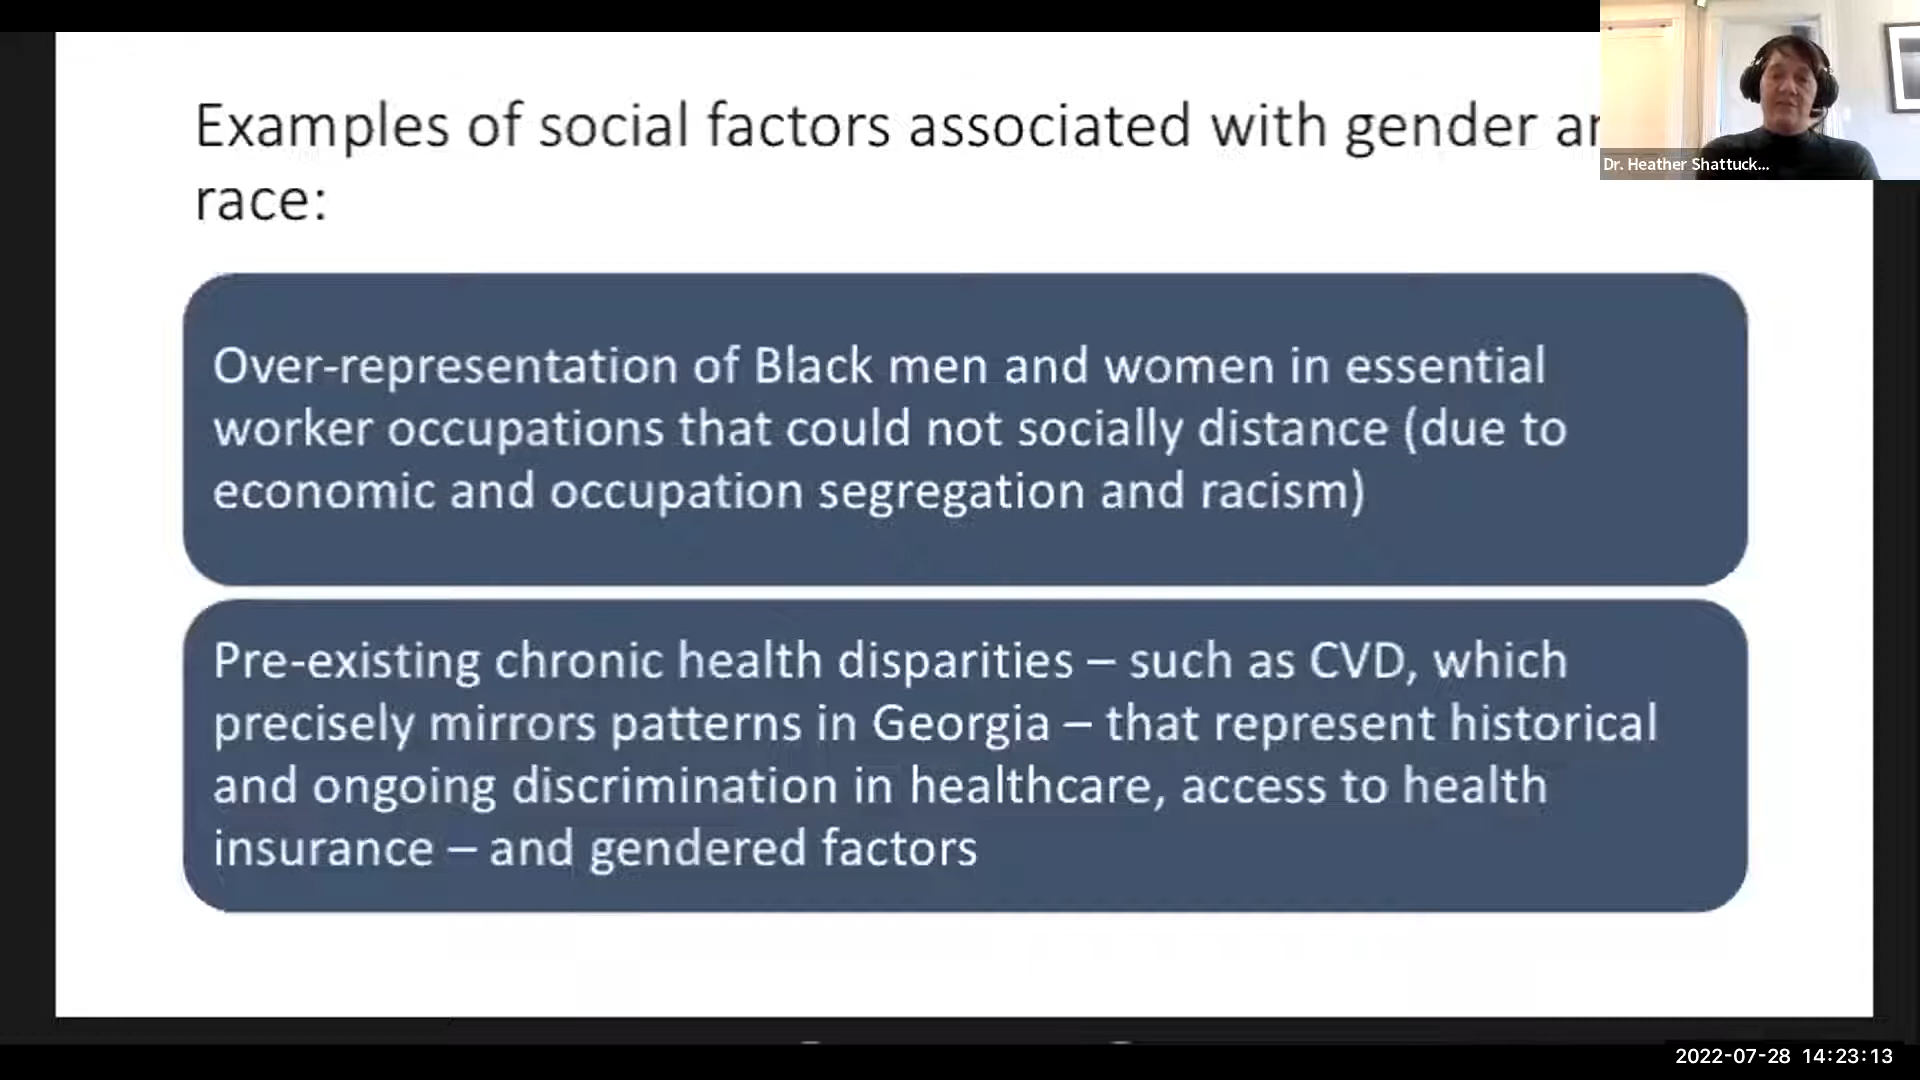 Examples of social factors associated with gender
race:
Dr. Heather Shattuck...
Over-representation of Black men and women in essential
worker occupations that could not socially distance (due to
economic and occupation segregation and racism)
Pre-existing chronic health disparities – such as CVD, which
precisely mirrors patterns in Georgia – that represent historical
and ongoing discrimination in healthcare, access to health
insurance – and gendered factors
2022-07-28 14:23:13